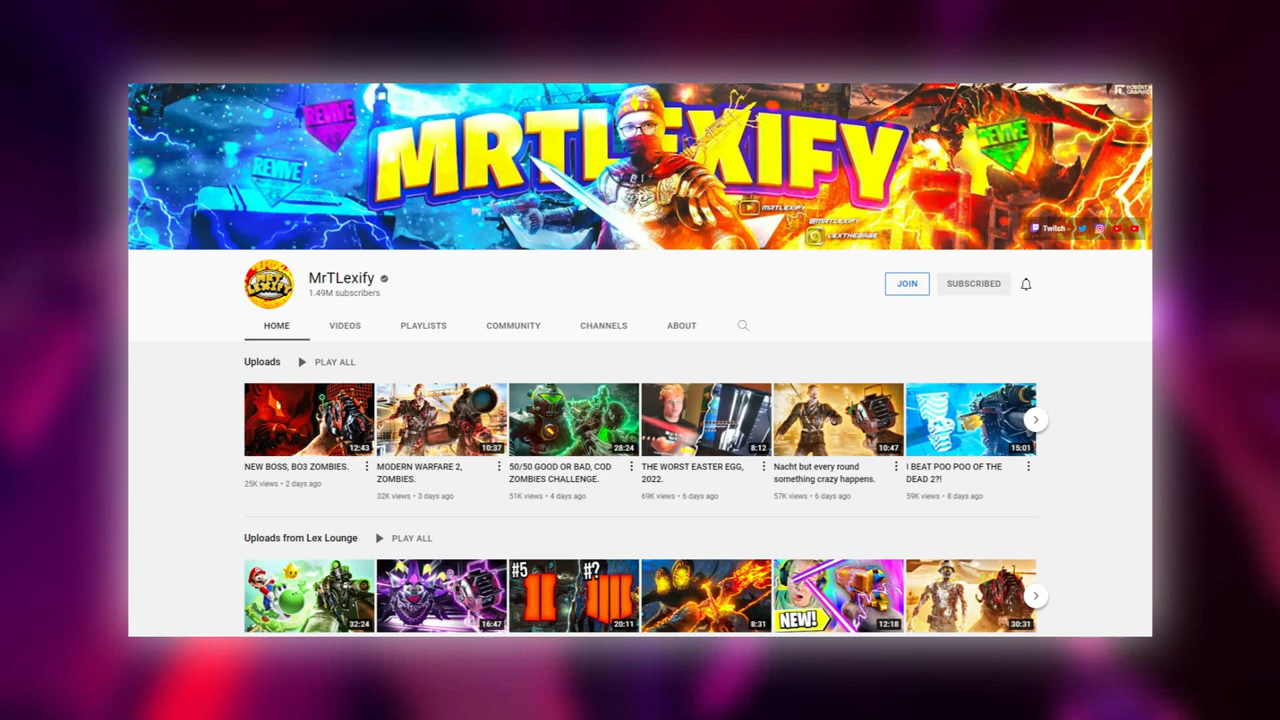 REVIVE
REVIVE
REVIVE
MRTLEXIFY
MRTLEXIFY
@MRTLEXIFY
LEXTHEBABE
Twitch
MRT
LEXIFY
MrTLexify
1.49M subscribers
JOIN
SUBSCRIBED
HOME
VIDEOS
PLAYLISTS
COMMUNITY
CHANNELS
ABOUT
Uploads
PLAY ALL
12:43
10:37
28:24
8:12
10:47
15:01
NEW BOSS, BO3 ZOMBIES.
25K views • 2 days ago
MODERN WARFARE 2,
ZOMBIES.
32K views • 3 days ago
50/50 GOOD OR BAD, COD
ZOMBIES CHALLENGE.
51K views • 4 days ago
THE WORST EASTER EGG,
2022.
69K views • 6 days ago
Nacht but every round
something crazy happens.
57K views • 6 days ago
I BEAT POO POO OF THE
DEAD 2?!
59K views • 8 days ago
Uploads from Lex Lounge
PLAY ALL
32:24
16:47
#5
#?
20:11
8:31
NEW!
12:18
30:31